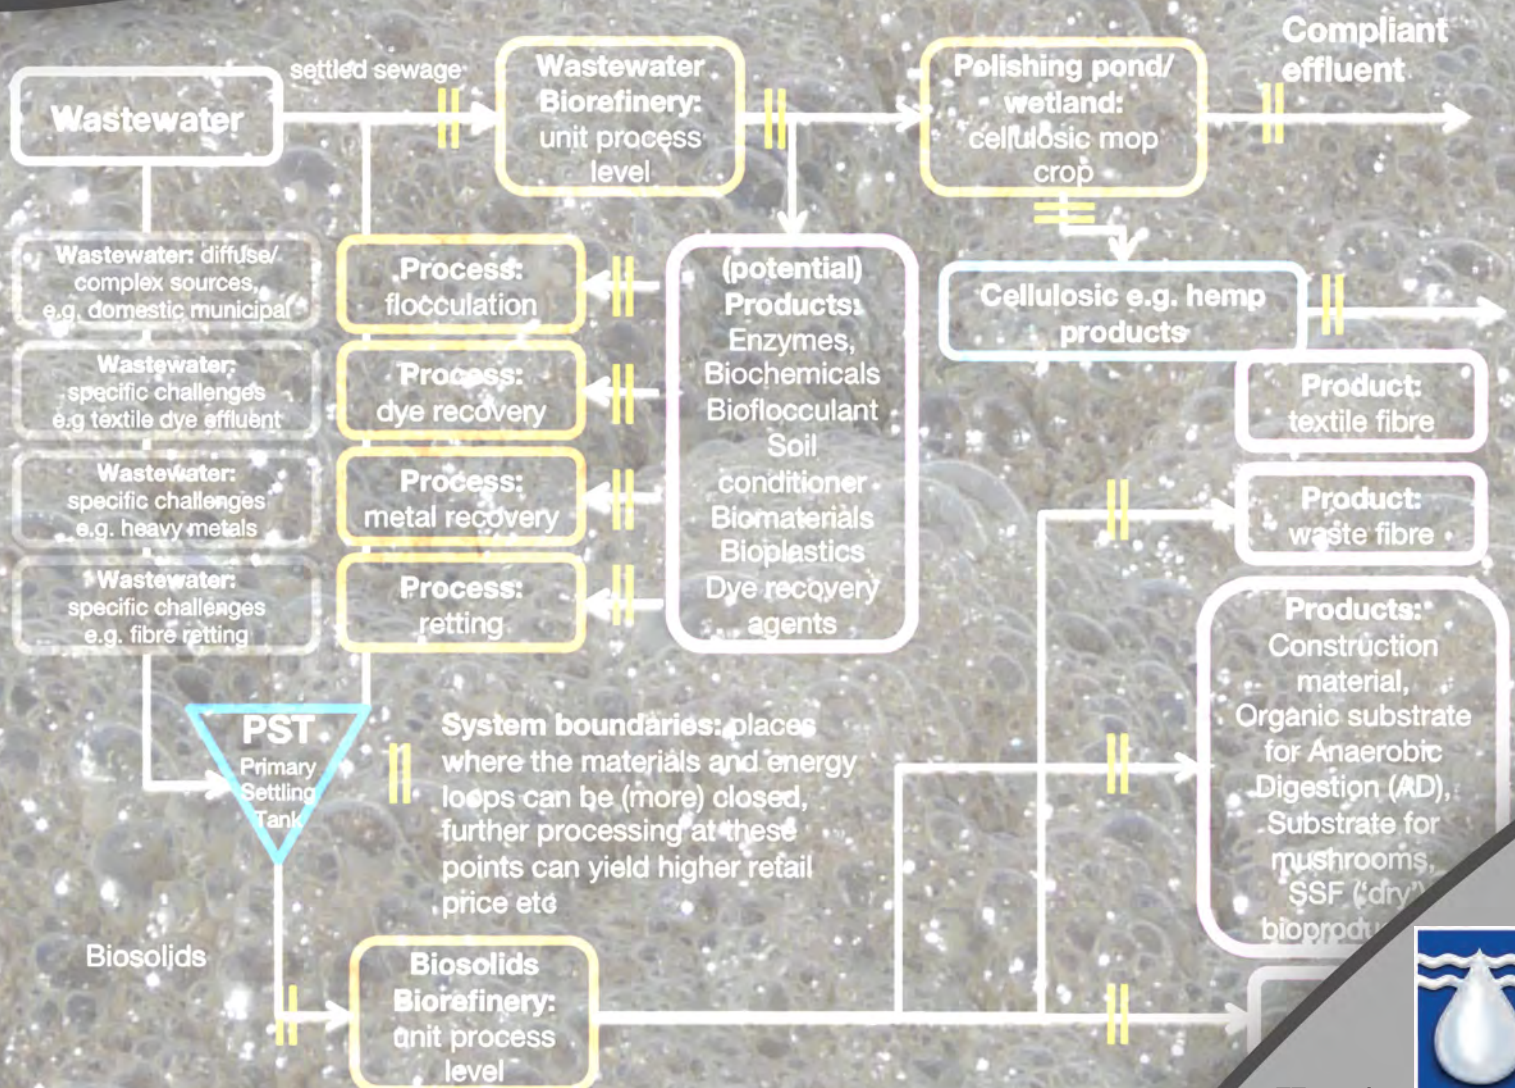 Wastewater
settled sewage
Wastewater
Biorefinery:
unit process
level
Polishing pond/
wetland:
cellulosic mop
crop
Compliant
effluent
Wastewater: diffuse/
complex sources,
e.g. domestic municipal
Wastewater:
specific challenges
e.g textile dye effluent
Wastewater:
specific challenges
e.g. heavy metals
Wastewater:
specific challenges
e.g. fibre retting
Process:
flocculation
Process:
dye recovery
Process:
metal recovery
Process:
retting
(potential)
Products:
Enzymes,
Biochemicals
Bioflocculant
Soil
conditioner
Biomaterials
Bioplastics
Dye recovery
agents
Cellulosic e.g. hemp
products
Product:
textile fibre
Product:
waste fibre
Products:
Construction
material,
Organic substrate
for Anaerobic
Digestion (AD),
Substrate for
mushrooms,
SSF ('dry')
PST
Primary
Settling
Tank
System boundaries: places
where the materials and energy
loops can be (more) closed,
further processing at these
points can yield higher retail
price etc
Biosolids
Biosolids
Biorefinery:
unit process
level